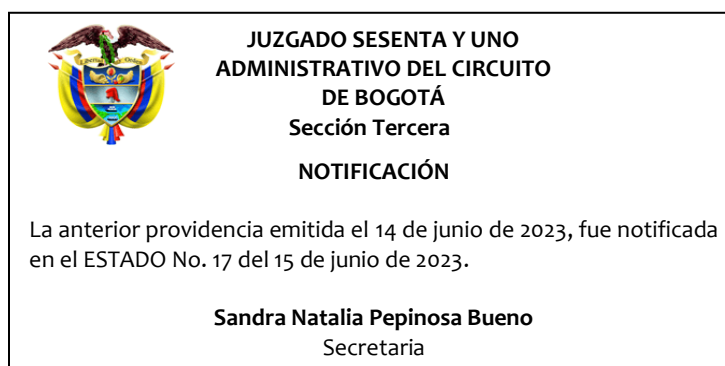 JUZGADO SESENTA Y UNO
ADMINISTRATIVO DEL CIRCUITO
DE BOGOTÁ
Sección Tercera
NOTIFICACIÓN
La anterior providencia emitida el 14 de junio de 2023, fue notificada
en el ESTADO No. 17 del 15 de junio de 2023.
Sandra Natalia Pepinosa Bueno
Secretaria